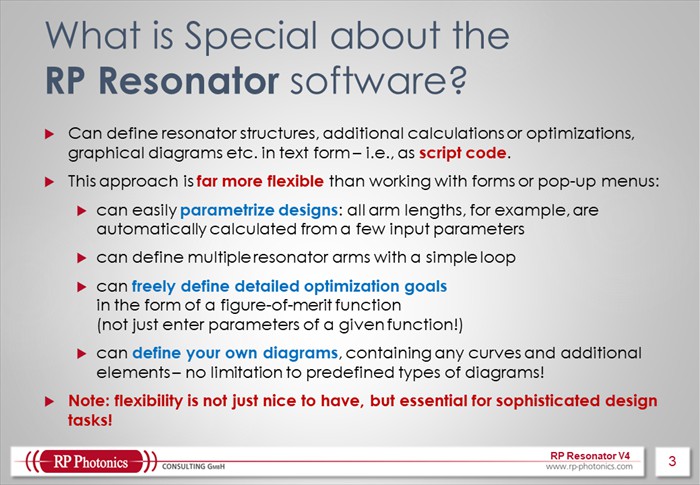 What is Special about the
RP Resonator software?
Can define resonator structures, additional calculations or optimizations,
graphical diagrams etc. in text form – i.e., as script code.
This approach is far more flexible than working with forms or pop-up menus:
can easily parametrize designs: all arm lengths, for example, are
automatically calculated from a few input parameters
can define multiple resonator arms with a simple loop
can freely define detailed optimization goals
in the form of a figure-of-merit function
(not just enter parameters of a given function!)
can define your own diagrams, containing any curves and additional
elements – no limitation to predefined types of diagrams!
Note: flexibility is not just nice to have, but essential for sophisticated design
tasks!
RP Photonics CONSULTING GmbH
RP Resonator V4
www.rp-photonics.com
3